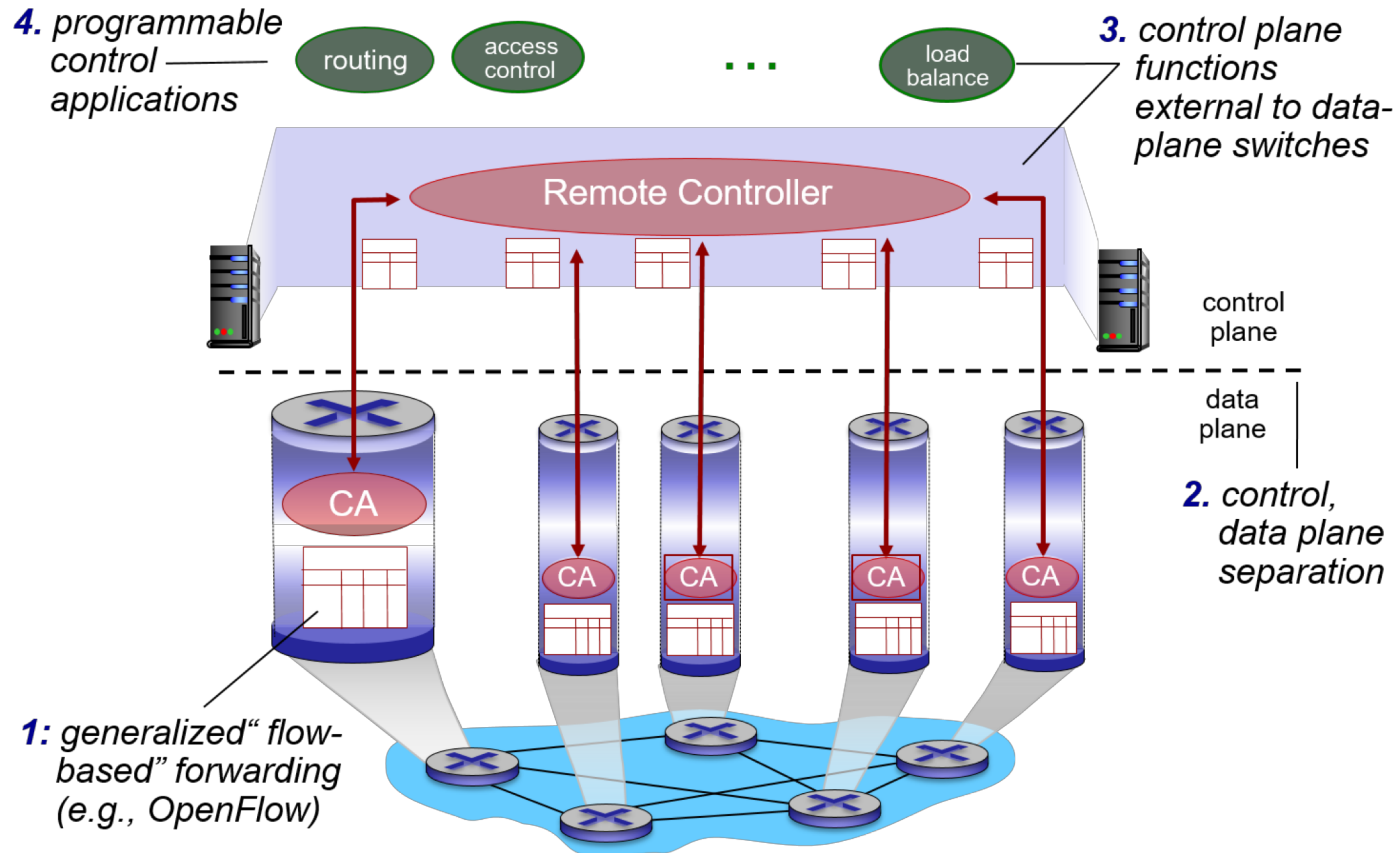 4. programmable
control
applications
routing
access
control
...
load
balance
3. control plane
functions
external to data-
plane switches
Remote Controller
control
plane
data
plane
CA
CA
CA
CA
CA
2. control,
data plane
separation
1: generalized“ flow-
based” forwarding
(e.g., OpenFlow)